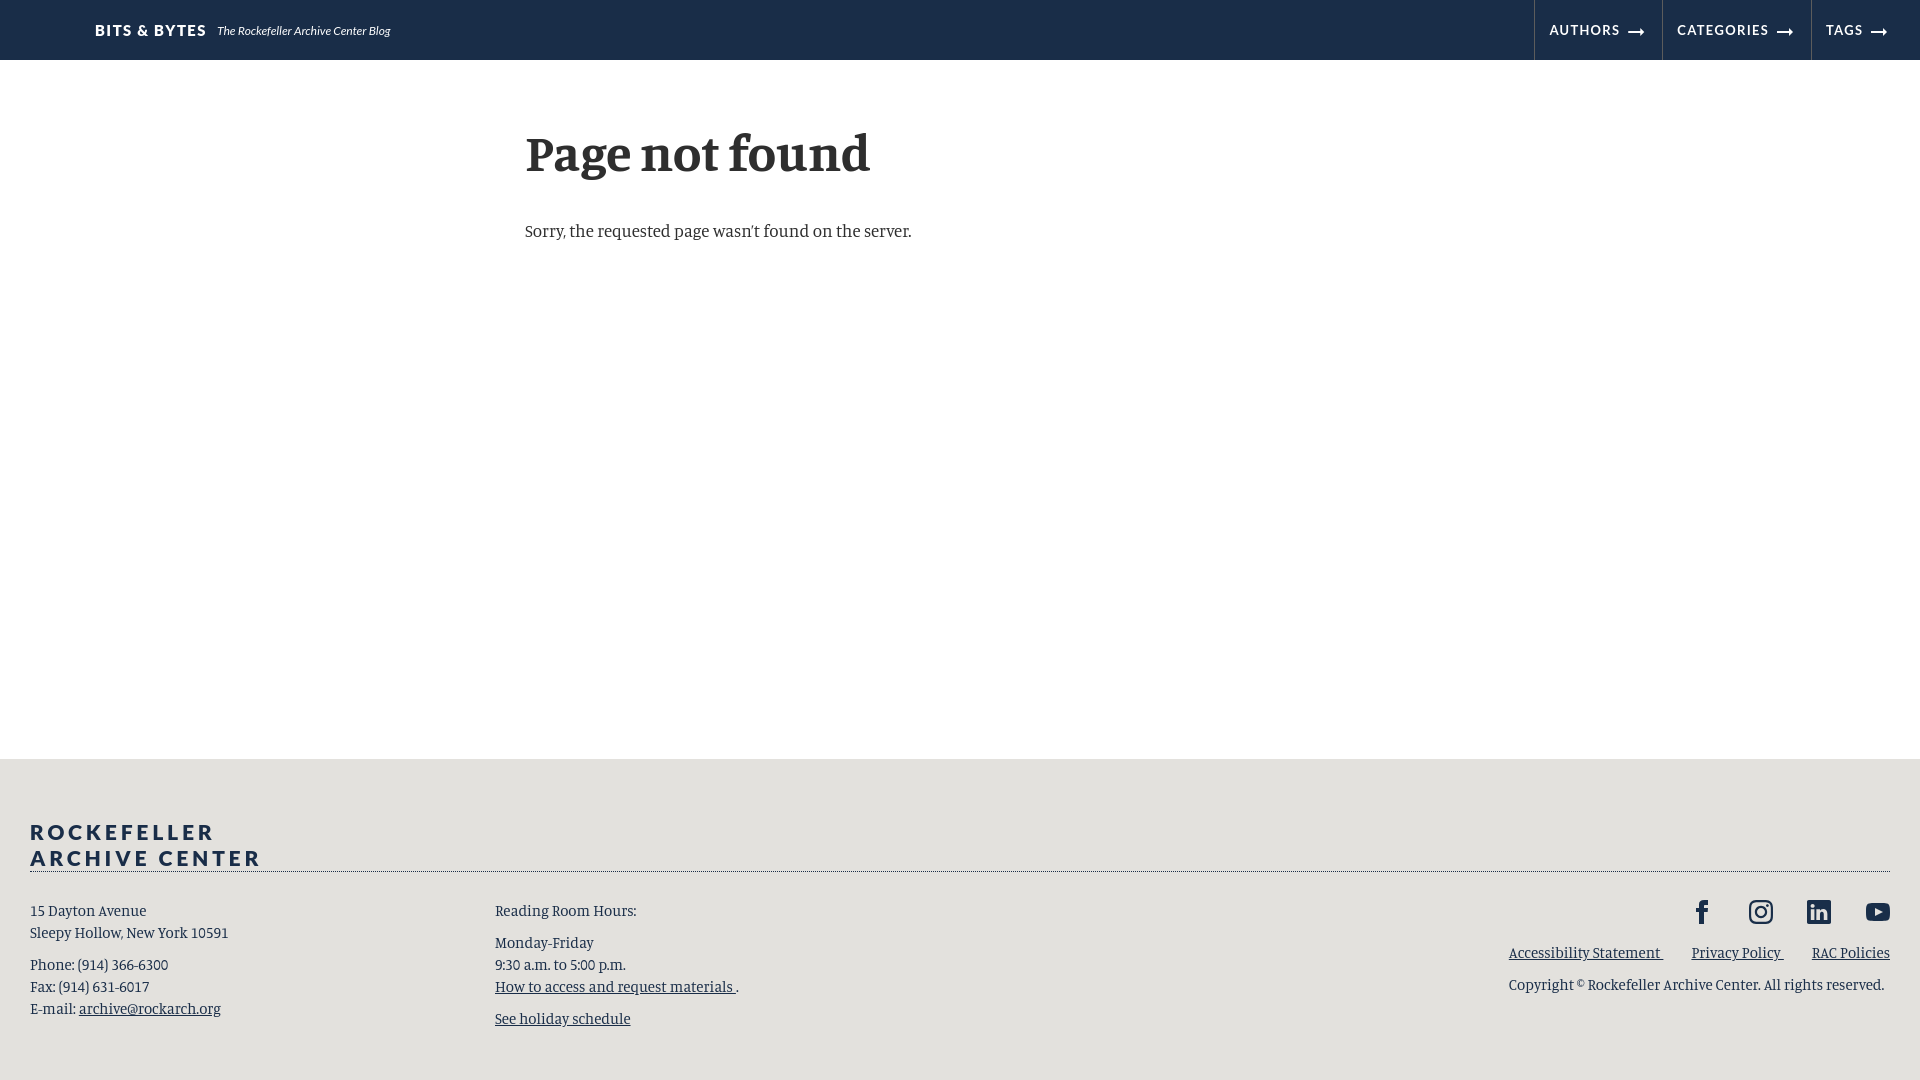 BITS & BYTES The Rockefeller Archive Center Blog
AUTHORS
CATEGORIES
TAGS
Page not found
Sorry, the requested page wasn’t found on the server.
ROCKEFELLER
ARCHIVE CENTER
15 Dayton Avenue
Sleepy Hollow, New York 10591
Phone: (914) 366-6300
Fax: (914) 631-6017
E-mail: archive@rockarch.org
Reading Room Hours:
Monday-Friday
9:30 a.m. to 5:00 p.m.
How to access and request materials .
See holiday schedule
Accessibility Statement Privacy Policy RAC Policies
Copyright © Rockefeller Archive Center. All rights reserved.